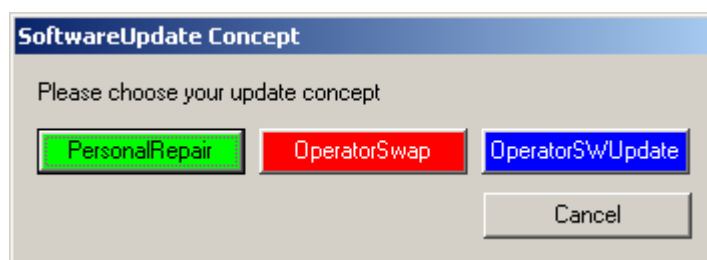 SoftwareUpdate Concept
Please choose your update concept
PersonalRepair OperatorSwap OperatorSWUpdate
Cancel